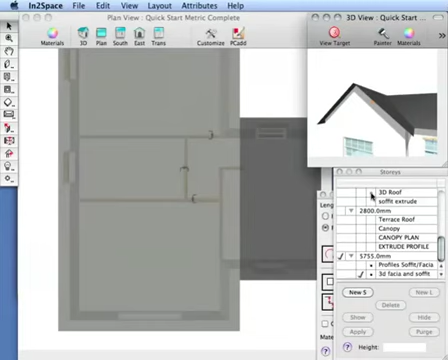 In2Space File Edit View Layout Attributes Help
Plan View : Quick Start Metric Complete
Materials 3D Plan South East Trans Customize PCadd
3D View : Quick Start
View Target Painter Materials
Storeys
3D Roof
soffit extrude
2800.0mm
Terrace Roof
Canopy
CANOPY PLAN
EXTRUDE PROFILE
5755.0mm
Profiles Soffit/Facia
3d facia and soffit
New S New L
Delete
Show Hide
Apply Purge
Height: